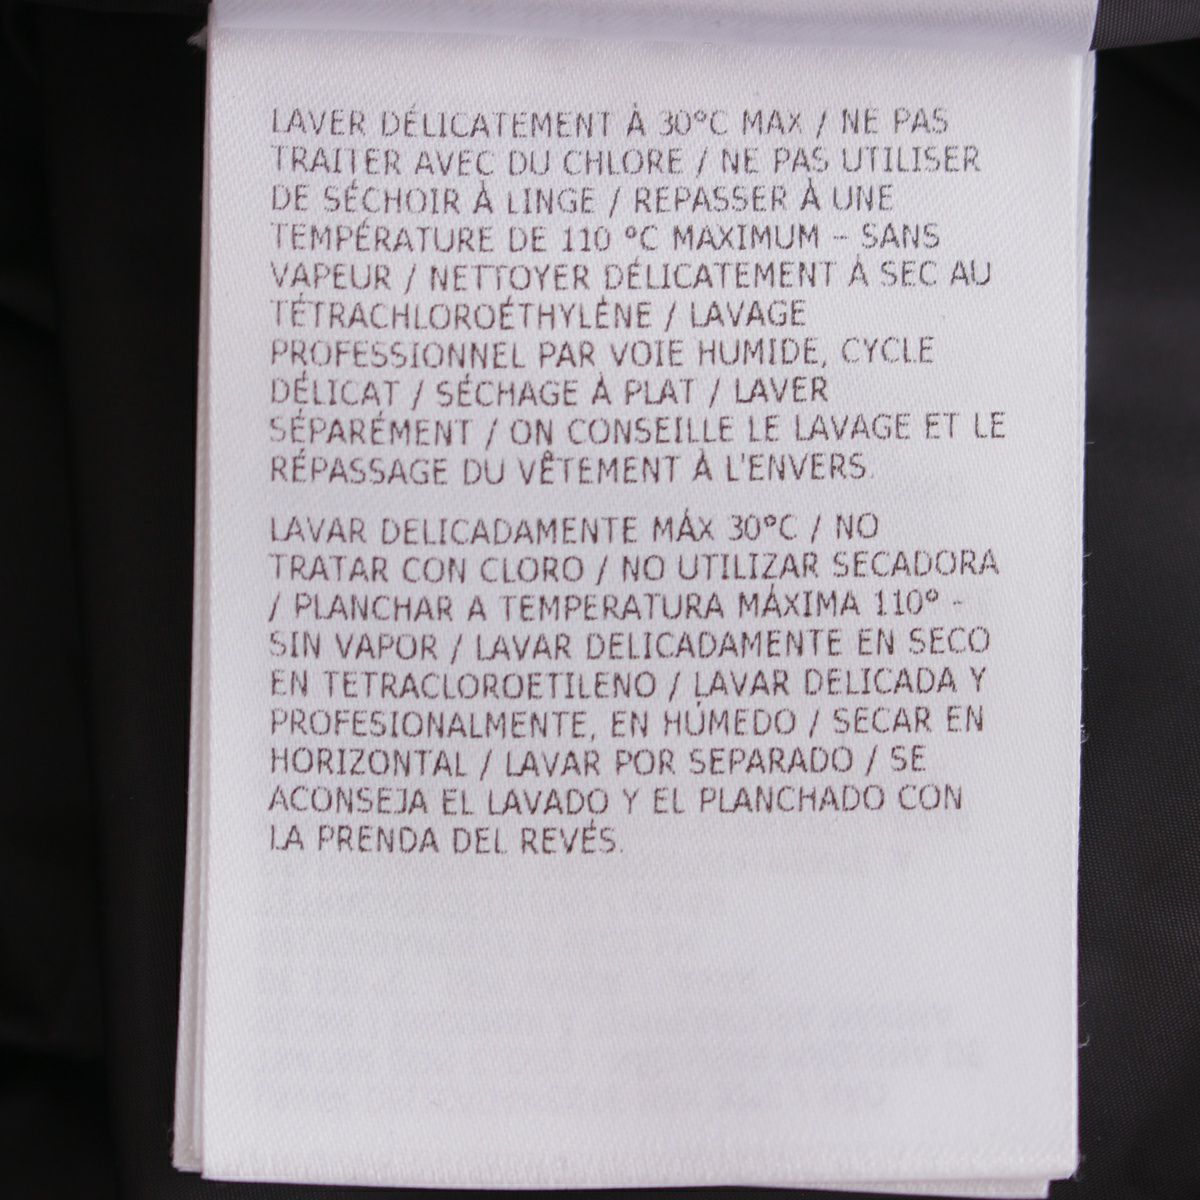 LAVER DÉLICATEMENT À 30°C MAX / NE PAS
TRAITER AVEC DU CHLORE / NE PAS UTILISER
DE SÉCHOIR À LINGE / REPASSER À UNE
TEMPÉRATURE DE 110 °C MAXIMUM - SANS
VAPEUR / NETTOYER DÉLICATEMENT À SEC AU
TÉTRACHLOROÉTHYLÈNE / LAVAGE
PROFESSIONNEL PAR VOIE HUMIDE, CYCLE
DÉLICAT / SÉCHAGE À PLAT / LAVER
SÉPARÉMENT / ON CONSEILLE LE LAVAGE ET LE
RÉPASSAGE DU VÊTEMENT À L'ENVERS.
LAVAR DELICADAMENTE MÁX 30°C / NO
TRATAR CON CLORO / NO UTILIZAR SECADORA
/ PLANCHAR A TEMPERATURA MÁXIMA 110° -
SIN VAPOR / LAVAR DELICADAMENTE EN SECO
EN TETRACLOROETILENO / LAVAR DELICADA Y
PROFESIONALMENTE, EN HÚMEDO / SECAR EN
HORIZONTAL / LAVAR POR SEPARADO / SE
ACONSEJA EL LAVADO Y EL PLANCHADO CON
LA PRENDA DEL REVÉS.